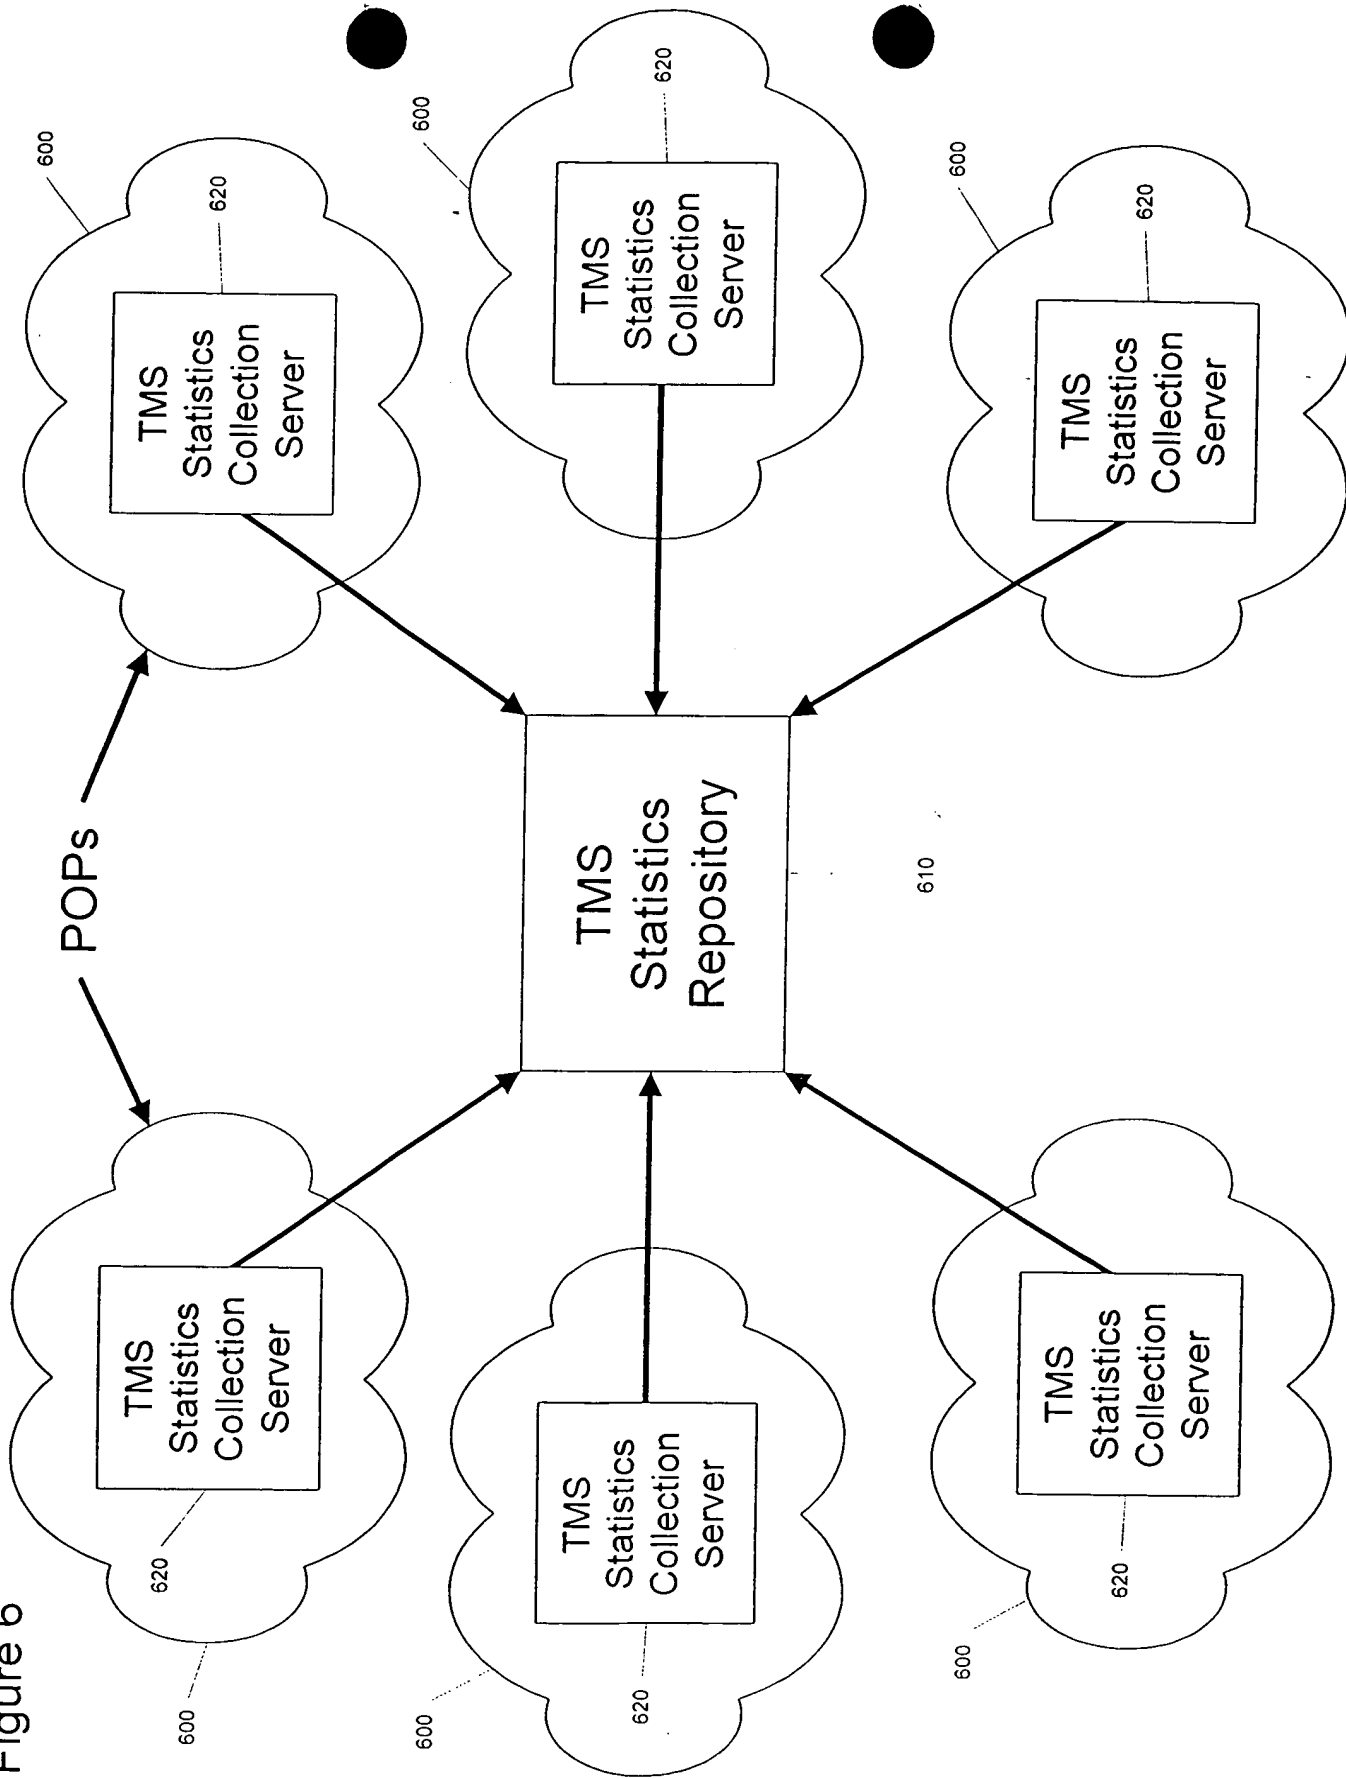 Figure 6
POPs
600
620
TMS
Statistics
Collection
Server
600
620
TMS
Statistics
Collection
Server
600
620
TMS
Statistics
Collection
Server
TMS
Statistics
Repository
610
TMS
Statistics
Collection
Server
620
600
TMS
Statistics
Collection
Server
620
600
TMS
Statistics
Collection
Server
620
600